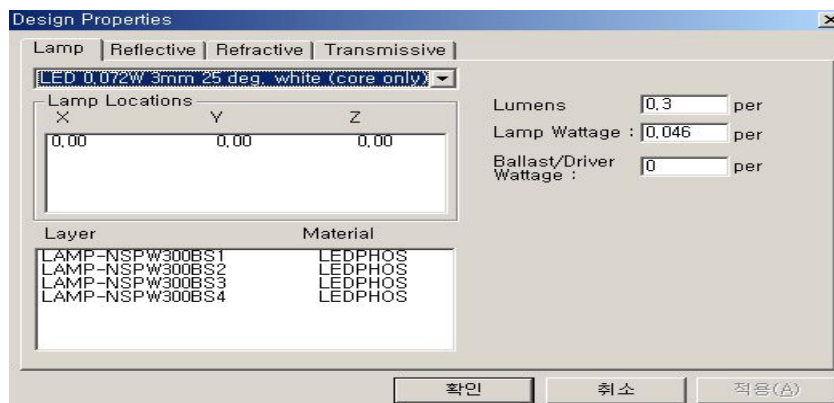 Design Properties
Lamp Reflective Refractive Transmissive
LED 0,072W 3mm 25 deg, white (core only)
Lamp Locations
X Y Z
0,00 0,00 0,00
Lumens 0,3 per
Lamp Wattage : 0,046 per
Ballast/Driver Wattage : 0 per
Layer Material
LAMP-NSPW300BS1 LEDPHOS
LAMP-NSPW300BS2 LEDPHOS
LAMP-NSPW300BS3 LEDPHOS
LAMP-NSPW300BS4 LEDPHOS
확인 취소 적용(A)